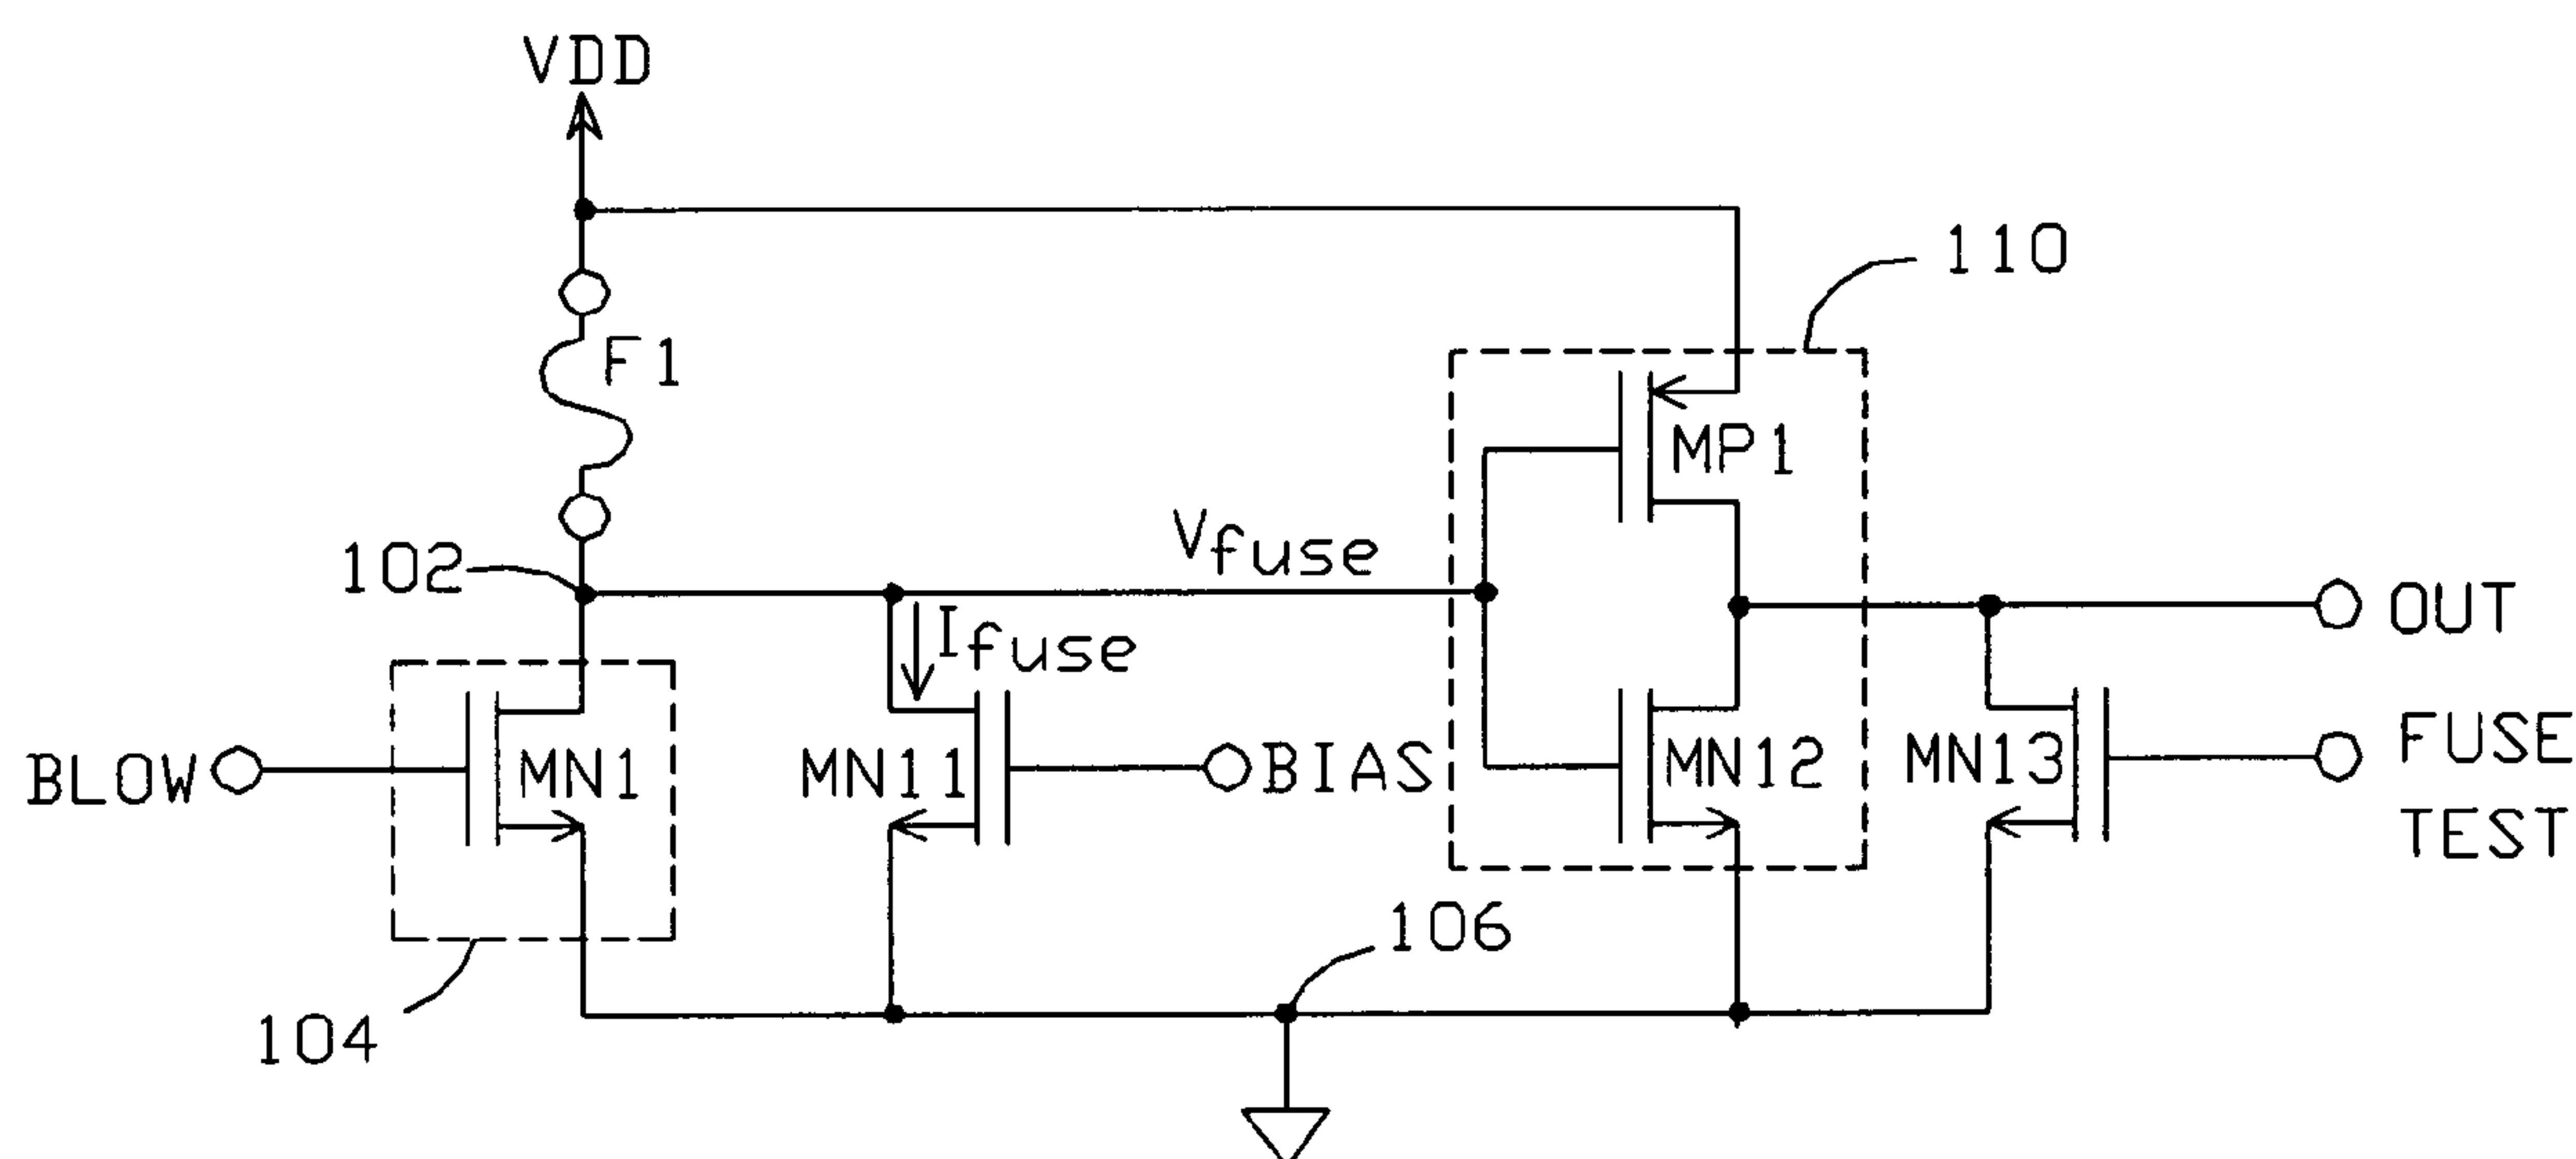 VDD
110
F1
MP1
Vfuse
102
OUT
Ifuse
BLOW
MN1
MN11
BIAS
MN12
MN13
FUSE
TEST
106
104